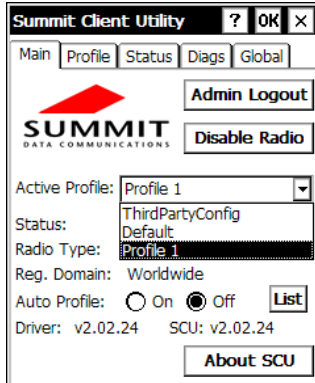 Summit Client Utility ? OK ×
Main Profile Status Diags Global
Admin Logout
SUMMIT
DATA COMMUNICATIONS
Disable Radio
Active Profile: Profile 1
ThirdPartyConfig
Status:
Default
Radio Type: Profile 1
Reg. Domain: Worldwide
Auto Profile: On Off List
Driver: v2.02.24 SCU: v2.02.24
About SCU